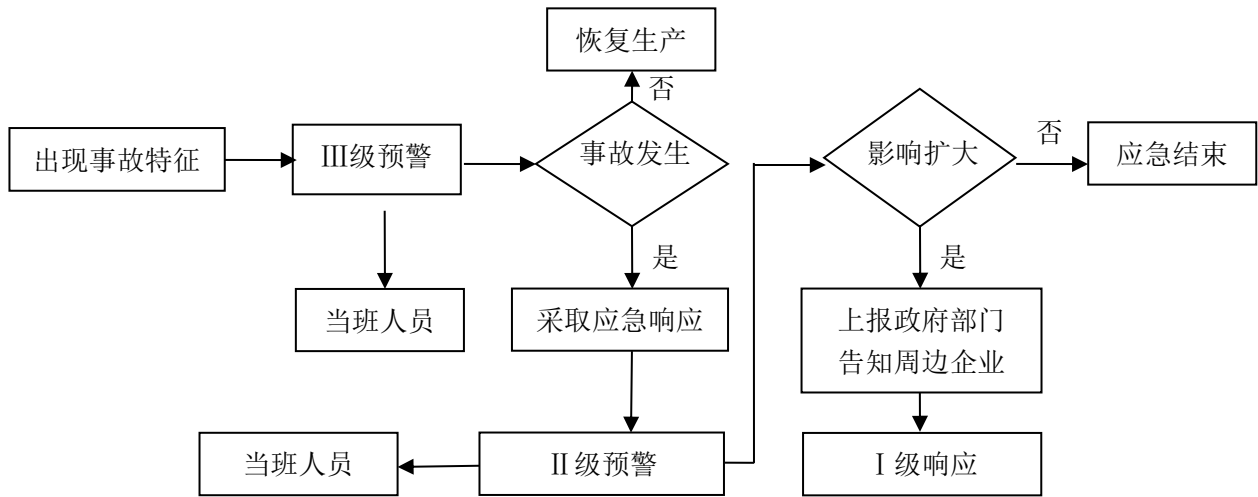 恢复生产
否
出现事故特征
Ⅲ级预警
事故发生
影响扩大
否
应急结束
是
是
当班人员
采取应急响应
上报政府部门
告知周边企业
当班人员
Ⅱ级预警
Ⅰ级响应